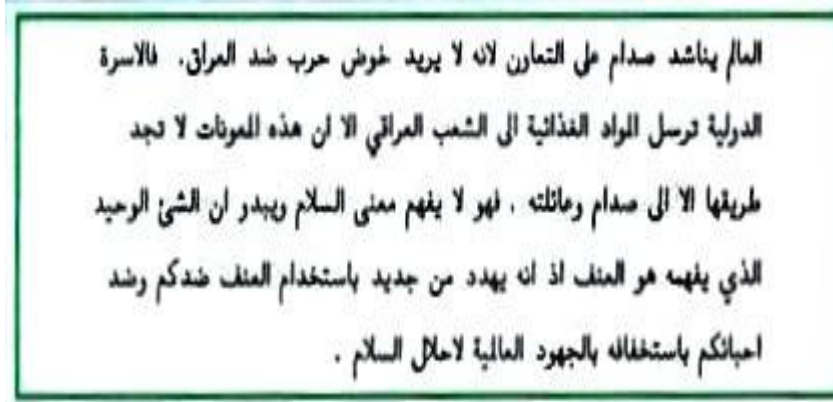 العالم يناشد صدام على التعاون لانه لا يريد خوض حرب ضد العراق. فالاسرة
الدولية ترسل المواد الغذائية الى الشعب العراقي الا ان هذه المعونات لا تجد
طريقها الا الى صدام وعائلته . فهو لا يفهم معنى السلام ويبدو ان الشئ الوحيد
الذي يفهمه هو العنف اذ انه يهدد من جديد باستخدام العنف ضدكم وضد
احبائكم باستخفافه بالجهود العالمية لاحلال السلام .